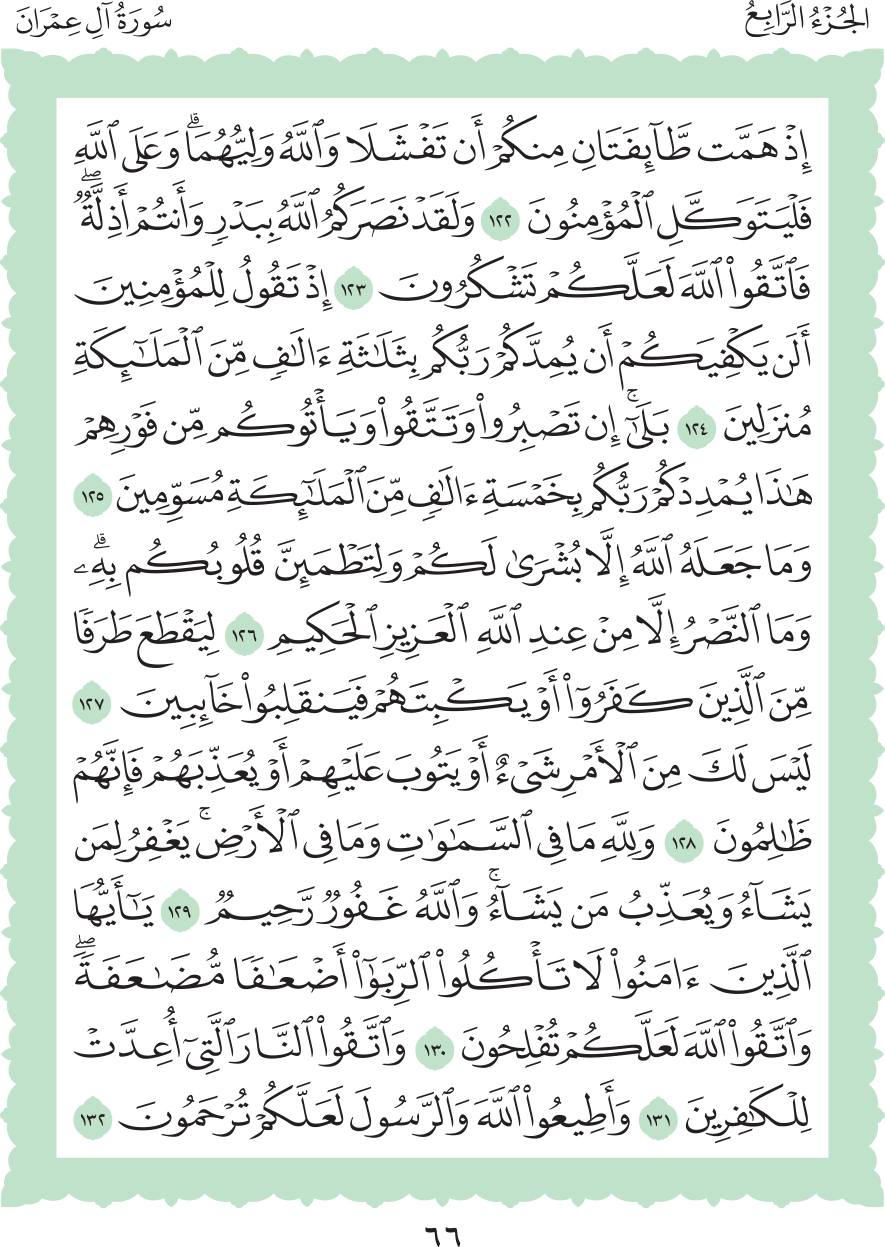 الجُزْءُ الرَّابِعُ
سُورَةُ آلِ عِمْرَانَ
إِذْ هَمَّت طَّآئِفَتَانِ مِنكُمْ أَن تَفْشَلَا وَٱللَّهُ وَلِيُّهُمَاۗ وَعَلَى ٱللَّهِ
فَلْيَتَوَكَّلِ ٱلْمُؤْمِنُونَ ١٢٢ وَلَقَدْ نَصَرَكُمُ ٱللَّهُ بِبَدْرٍ وَأَنتُمْ أَذِلَّةٌۖ
فَٱتَّقُوا۟ ٱللَّهَ لَعَلَّكُمْ تَشْكُرُونَ ١٢٣ إِذْ تَقُولُ لِلْمُؤْمِنِينَ
أَلَن يَكْفِيَكُمْ أَن يُمِدَّكُمْ رَبُّكُم بِثَلَٰثَةِ ءَالَٰفٍ مِّنَ ٱلْمَلَٰٓئِكَةِ
مُنزَلِينَ ١٢٤ بَلَىٰٓۚ إِن تَصْبِرُوا۟ وَتَتَّقُوا۟ وَيَأْتُوكُم مِّن فَوْرِهِمْ
هَٰذَا يُمْدِدْكُمْ رَبُّكُم بِخَمْسَةِ ءَالَٰفٍ مِّنَ ٱلْمَلَٰٓئِكَةِ مُسَوِّمِينَ ١٢٥
وَمَا جَعَلَهُ ٱللَّهُ إِلَّا بُشْرَىٰ لَكُمْ وَلِتَطْمَئِنَّ قُلُوبُكُم بِهِۦۗ
وَمَا ٱلنَّصْرُ إِلَّا مِنْ عِندِ ٱللَّهِ ٱلْعَزِيزِ ٱلْحَكِيمِ ١٢٦ لِيَقْطَعَ طَرَفًا
مِّنَ ٱلَّذِينَ كَفَرُوٓا۟ أَوْ يَكْبِتَهُمْ فَيَنقَلِبُوا۟ خَآئِبِينَ ١٢٧
لَيْسَ لَكَ مِنَ ٱلْأَمْرِ شَىْءٌ أَوْ يَتُوبَ عَلَيْهِمْ أَوْ يُعَذِّبَهُمْ فَإِنَّهُمْ
ظَٰلِمُونَ ١٢٨ وَلِلَّهِ مَا فِى ٱلسَّمَٰوَٰتِ وَمَا فِى ٱلْأَرْضِۚ يَغْفِرُ لِمَن
يَشَآءُ وَيُعَذِّبُ مَن يَشَآءُۚ وَٱللَّهُ غَفُورٌ رَّحِيمٌ ١٢٩ يَٰٓأَيُّهَا
ٱلَّذِينَ ءَامَنُوا۟ لَا تَأْكُلُوا۟ ٱلرِّبَوٰٓا۟ أَضْعَٰفًا مُّضَٰعَفَةًۖ
وَٱتَّقُوا۟ ٱللَّهَ لَعَلَّكُمْ تُفْلِحُونَ ١٣٠ وَٱتَّقُوا۟ ٱلنَّارَ ٱلَّتِىٓ أُعِدَّتْ
لِلْكَٰفِرِينَ ١٣١ وَأَطِيعُوا۟ ٱللَّهَ وَٱلرَّسُولَ لَعَلَّكُمْ تُرْحَمُونَ ١٣٢
٦٦